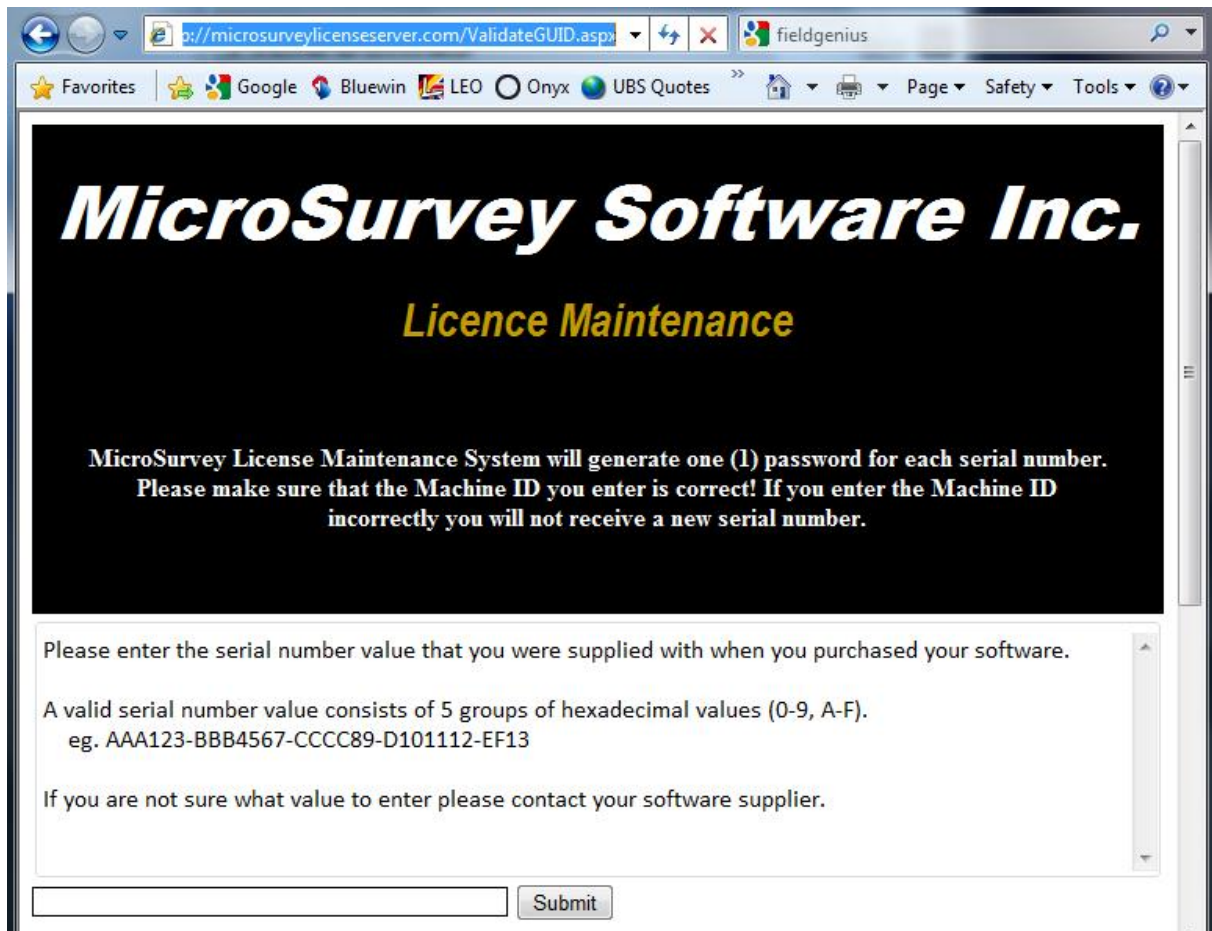 p://microsurveylicenseserver.com/ValidateGUID.aspx
fieldgenius
Favorites Google Bluewin LEO Onyx UBS Quotes » Page Safety Tools
MicroSurvey Software Inc.
Licence Maintenance
MicroSurvey License Maintenance System will generate one (1) password for each serial number.
Please make sure that the Machine ID you enter is correct! If you enter the Machine ID
incorrectly you will not receive a new serial number.
Please enter the serial number value that you were supplied with when you purchased your software.
A valid serial number value consists of 5 groups of hexadecimal values (0-9, A-F).
eg. AAA123-BBB4567-CCCC89-D101112-EF13
If you are not sure what value to enter please contact your software supplier.
Submit